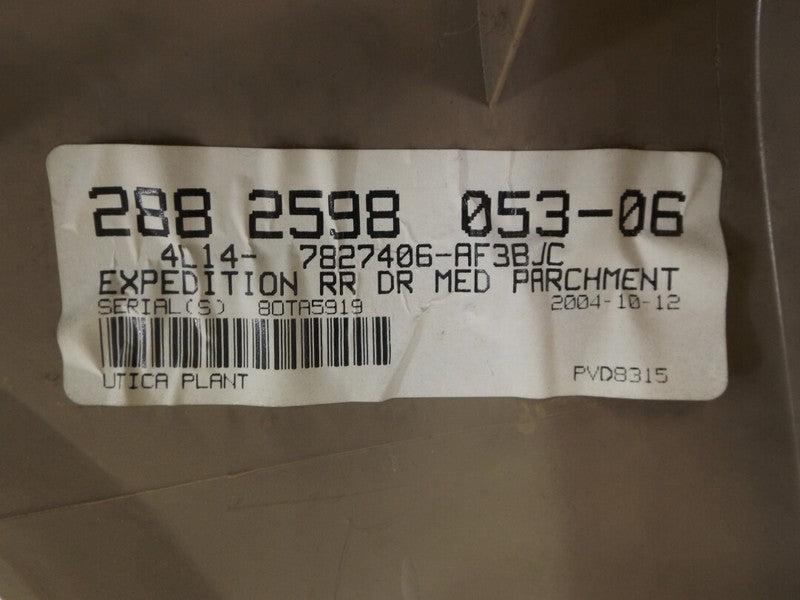 288 2598 053-06
4L14- 7827406-AF3BJC
EXPEDITION RR DR MED PARCHMENT
SERIAL(S) 80TA5919 2004-10-12
UTICA PLANT PVD8315